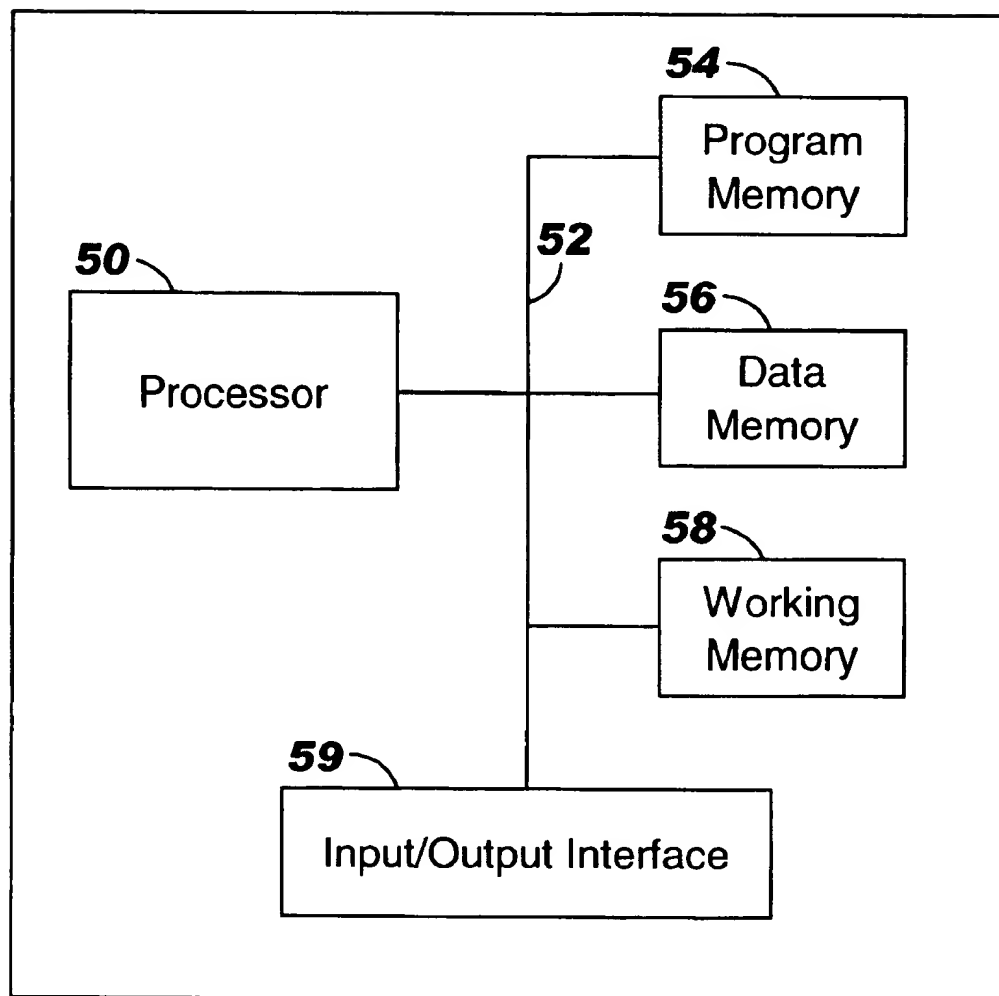 54
Program
Memory
52
50
Processor
56
Data
Memory
58
Working
Memory
59
Input/Output Interface